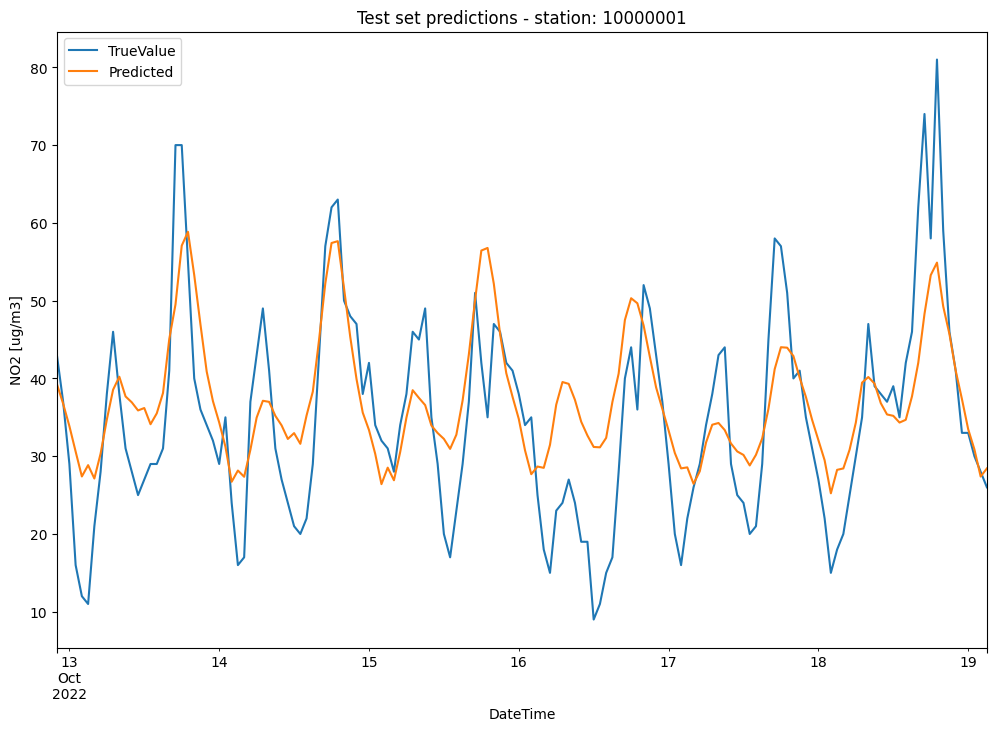 Test set predictions - station: 10000001
TrueValue
Predicted
80
70
60
50
40
30
20
10
NO2 [ug/m3]
13 14 15 16 17 18 19
Oct
2022
DateTime